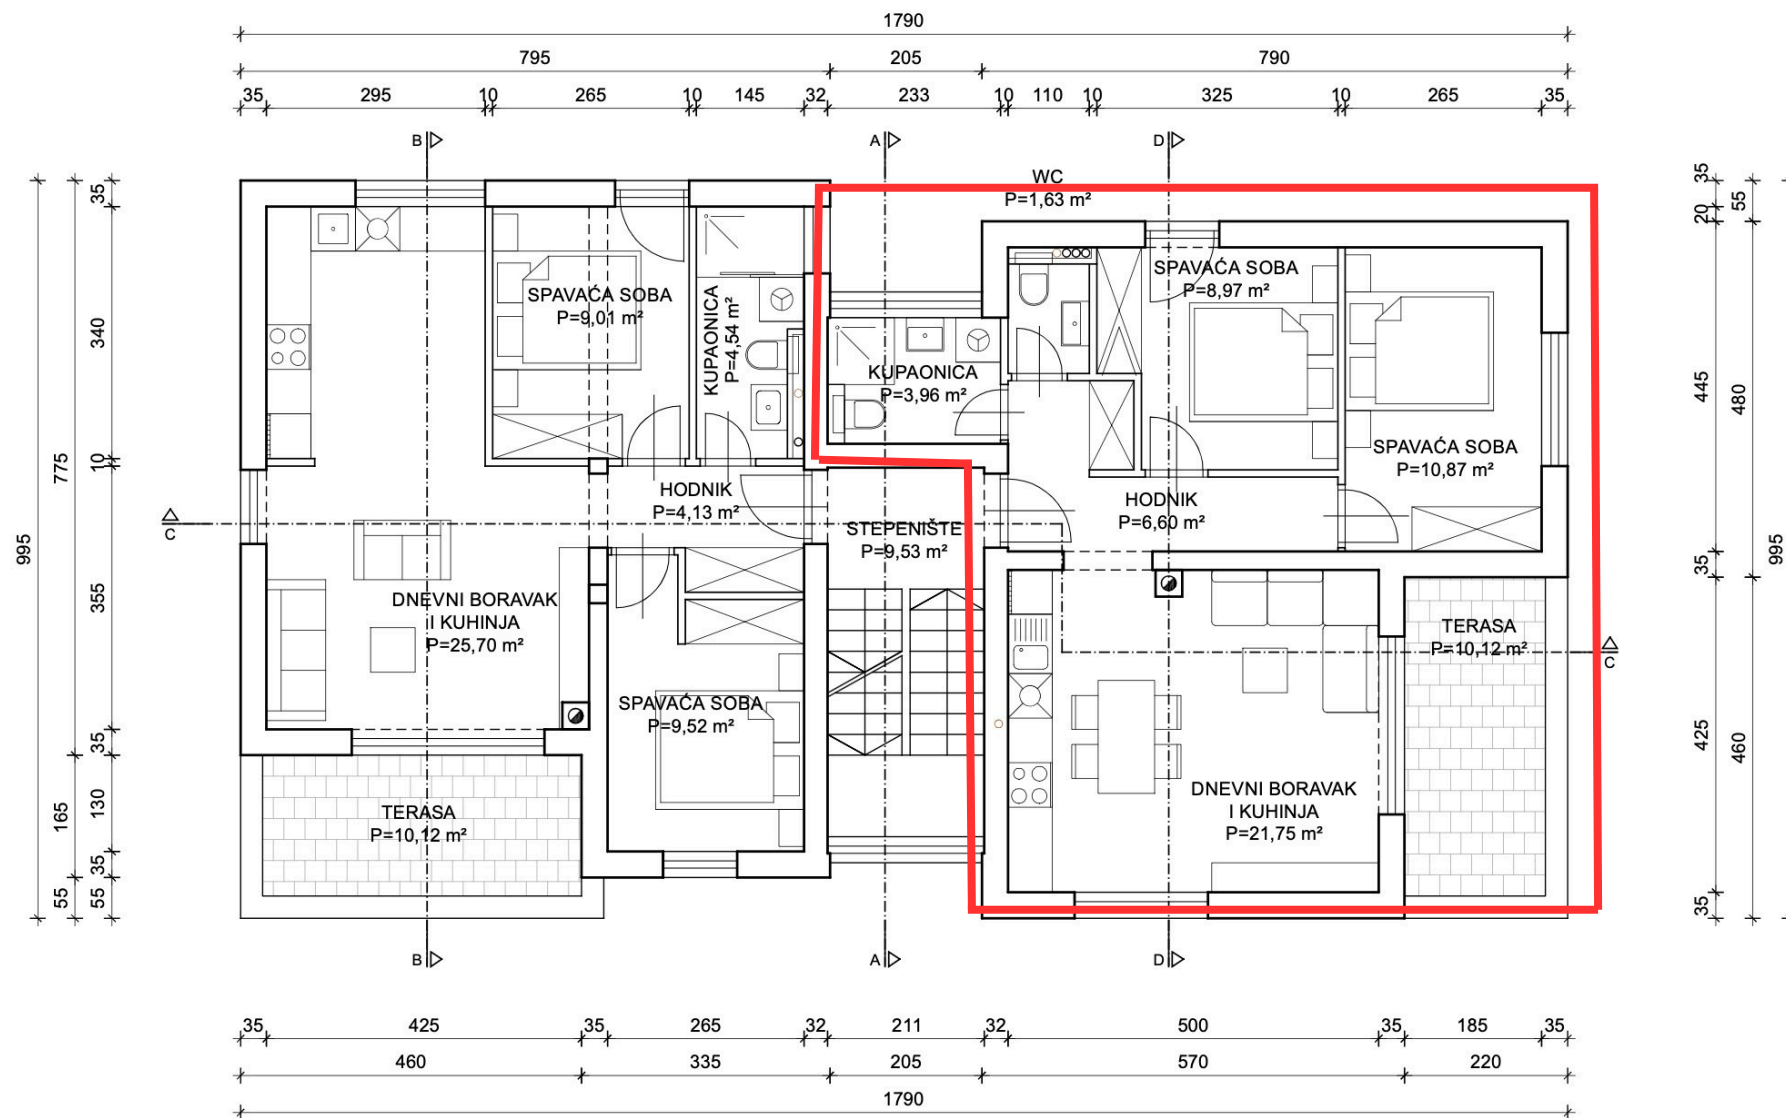 1790
795 205 790
35 295 10 265 10 145 32 233 10 110 10 325 10 265 35
B A D
WC
P=1,63 m²
SPAVAĆA SOBA
P=9,01 m²
KUPAONICA
P=4,54 m²
KUPAONICA
P=3,96 m²
SPAVAĆA SOBA
P=8,97 m²
SPAVAĆA SOBA
P=10,87 m²
HODNIK
P=4,13 m²
STEPENIŠTE
P=9,53 m²
HODNIK
P=6,60 m²
C
DNEVNI BORAVAK
I KUHINJA
P=25,70 m²
TERASA
P=10,12 m²
C
SPAVAĆA SOBA
P=9,52 m²
TERASA
P=10,12 m²
DNEVNI BORAVAK
I KUHINJA
P=21,75 m²
B A D
995
775 165 55
35 340 10 355 35 130 35 55
35 20 445 35 425 35
55 480 460
995
35 425 35 265 32 211 32 500 35 185 35
460 335 205 570 220
1790